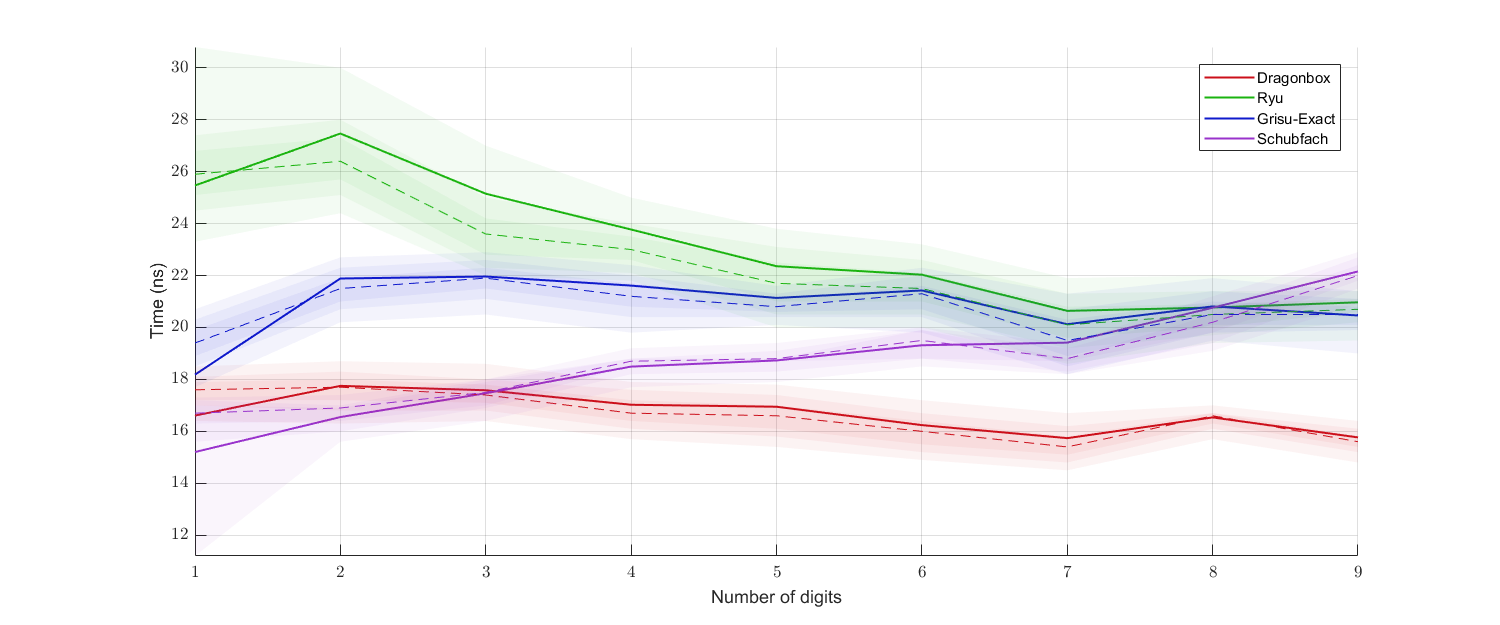 30
28
26
24
22
20
18
16
14
12
Time (ns)
1 2 3 4 5 6 7 8 9
Number of digits
Dragonbox
Ryu
Grisu-Exact
Schubfach